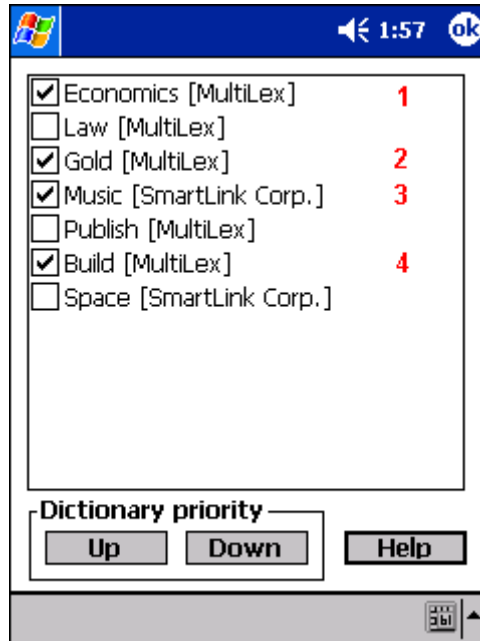 1:57 ok
Economics [MultiLex] 1
Law [MultiLex]
Gold [MultiLex] 2
Music [SmartLink Corp.] 3
Publish [MultiLex]
Build [MultiLex] 4
Space [SmartLink Corp.]
Dictionary priority
Up Down Help